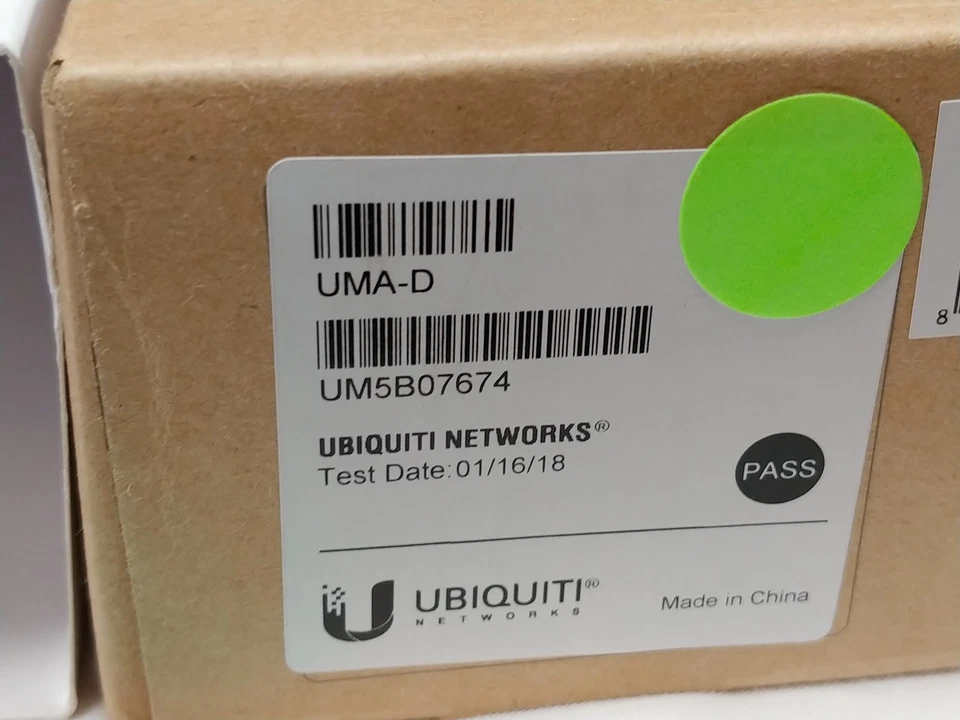 UMA-D
UM5B07674
UBIQUITI NETWORKS®
Test Date:01/16/18
PASS
UBIQUITI®
NETWORKS
Made in China
8